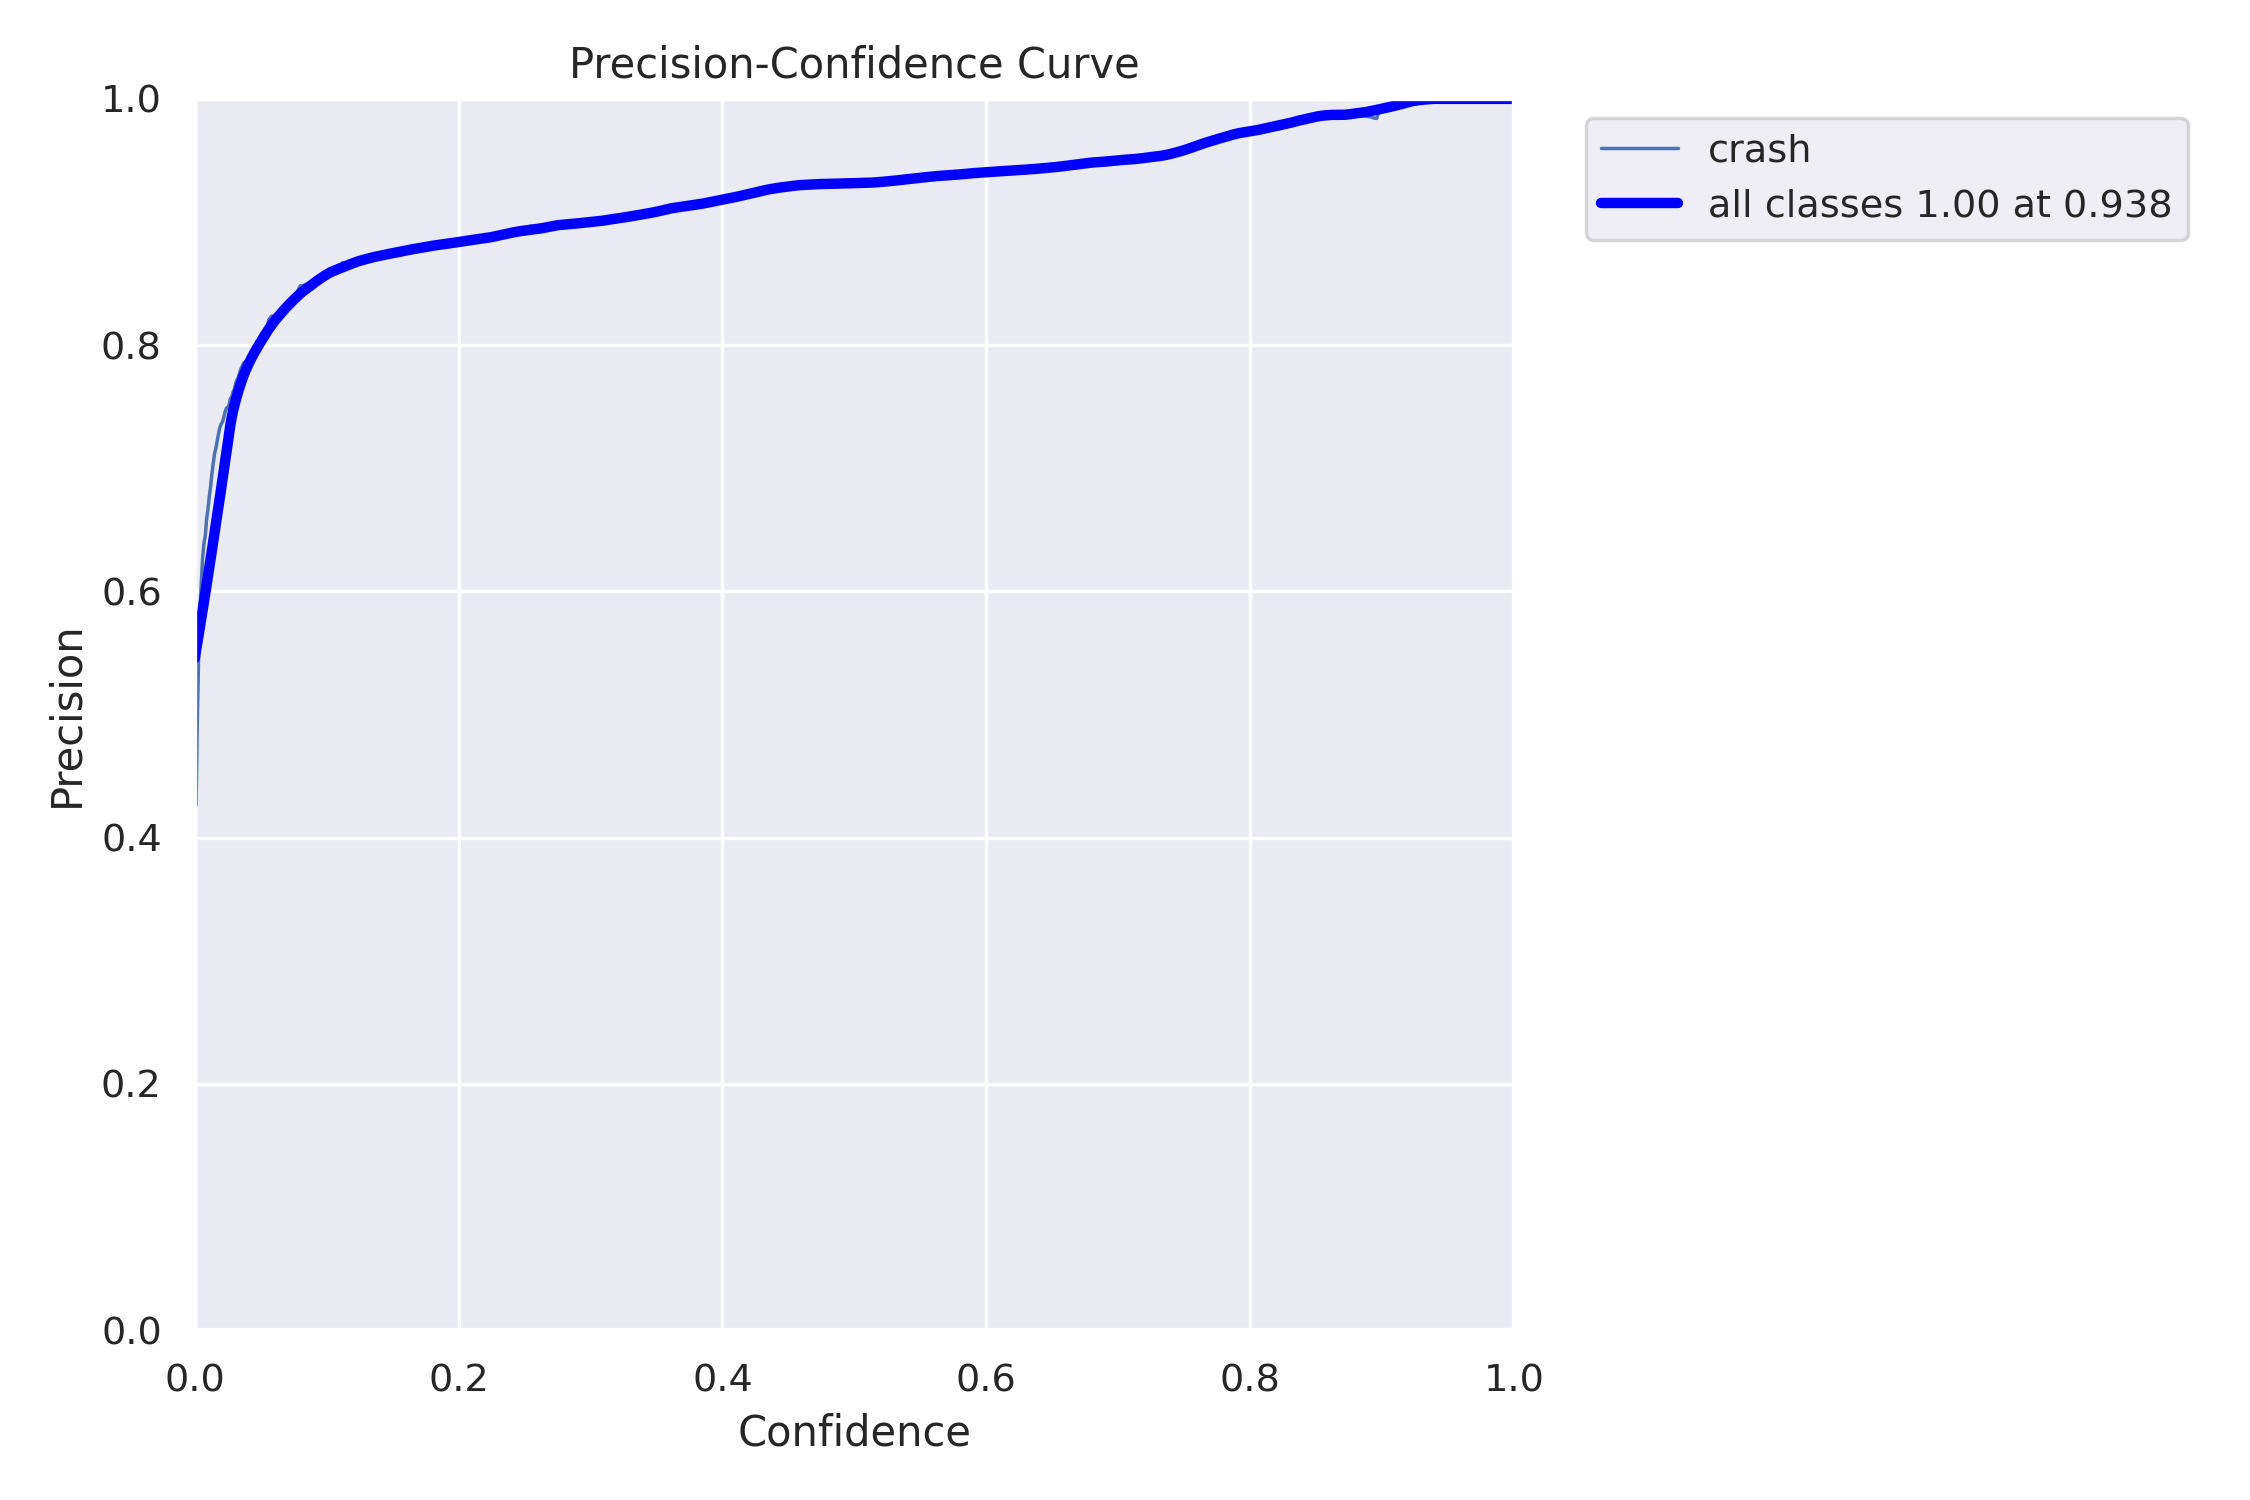 Precision-Confidence Curve
1.0
0.8
0.6
0.4
0.2
0.0
Precision
0.0 0.2 0.4 0.6 0.8 1.0
Confidence
crash
all classes 1.00 at 0.938